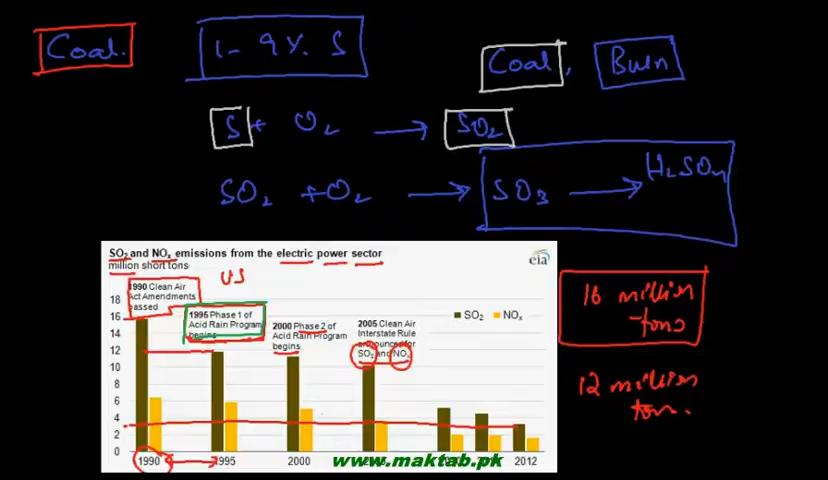 Coal.
1-9%. S
Coal, Burn
S + O2 → SO2
SO2 + O2 → SO3 → H2SO4
SO2 and NOx emissions from the electric power sector
million short tons
US
eia
1990 Clean Air
Act Amendments
passed
1995 Phase 1 of
Acid Rain Program
begins
2000 Phase 2 of
Acid Rain Program
begins
2005 Clean Air
Interstate Rule
announced for
SO2 and NOx
SO2 NOx
18
16
14
12
10
8
6
4
2
0
1990 1995 2000 2012
16 million
tons
12 million
ton.
www.maktab.pk